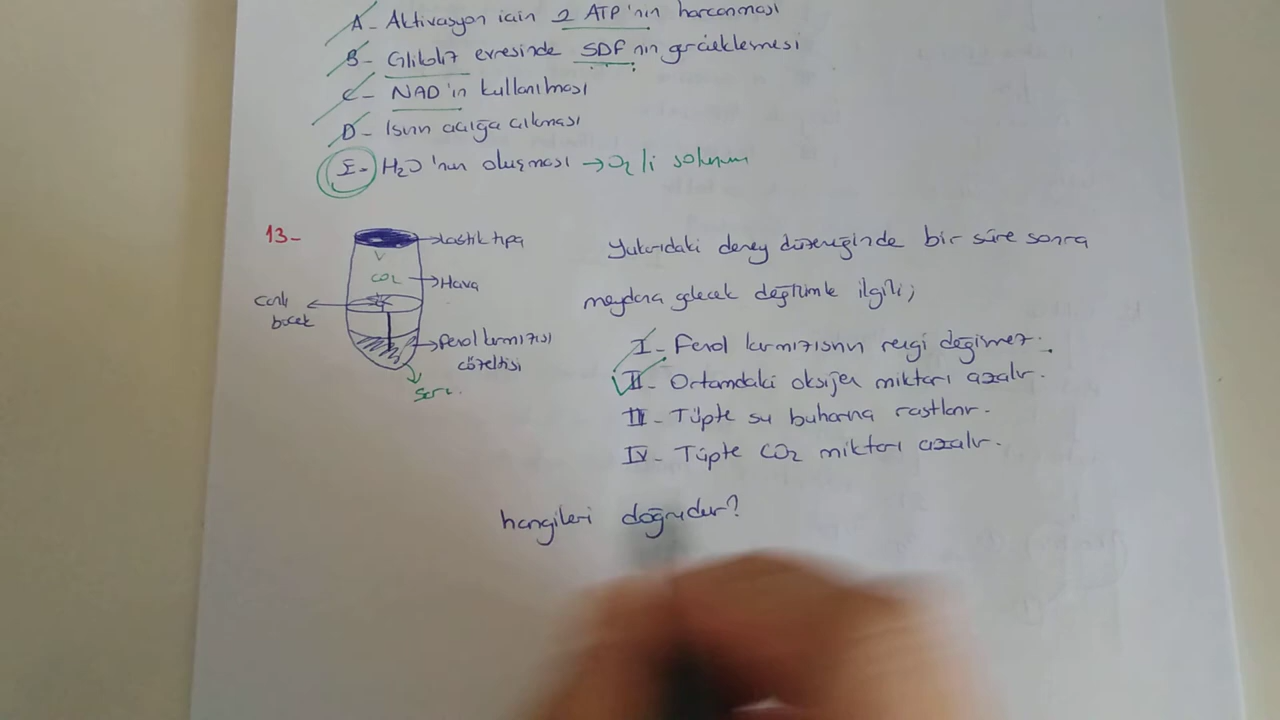 A- Aktivasyon icin 2 ATP'nin harcanması
B- Glikoliz evresinde SDF nin gercieklemesi
C- NAD'ın kullanılması
D- Isının açığa çıkması
E- H2O'nun oluşması → O2 li solunum
13-
Lastik tıpa
CO2
Hava
Canlı
böcek
Fenol kırmızısı
çözeltisi
Sarı.
Yukarıdaki deney düzeneğinde bir süre sonra
meydana gelecek değişimle ilgili;
I- Fenol kırmızısının rengi değişmez.
II- Ortamdaki oksijen miktarı azalır.
III- Tüpte su buharına rastlanır.
IV- Tüpte CO2 miktarı azalır.
hangileri doğrudur?